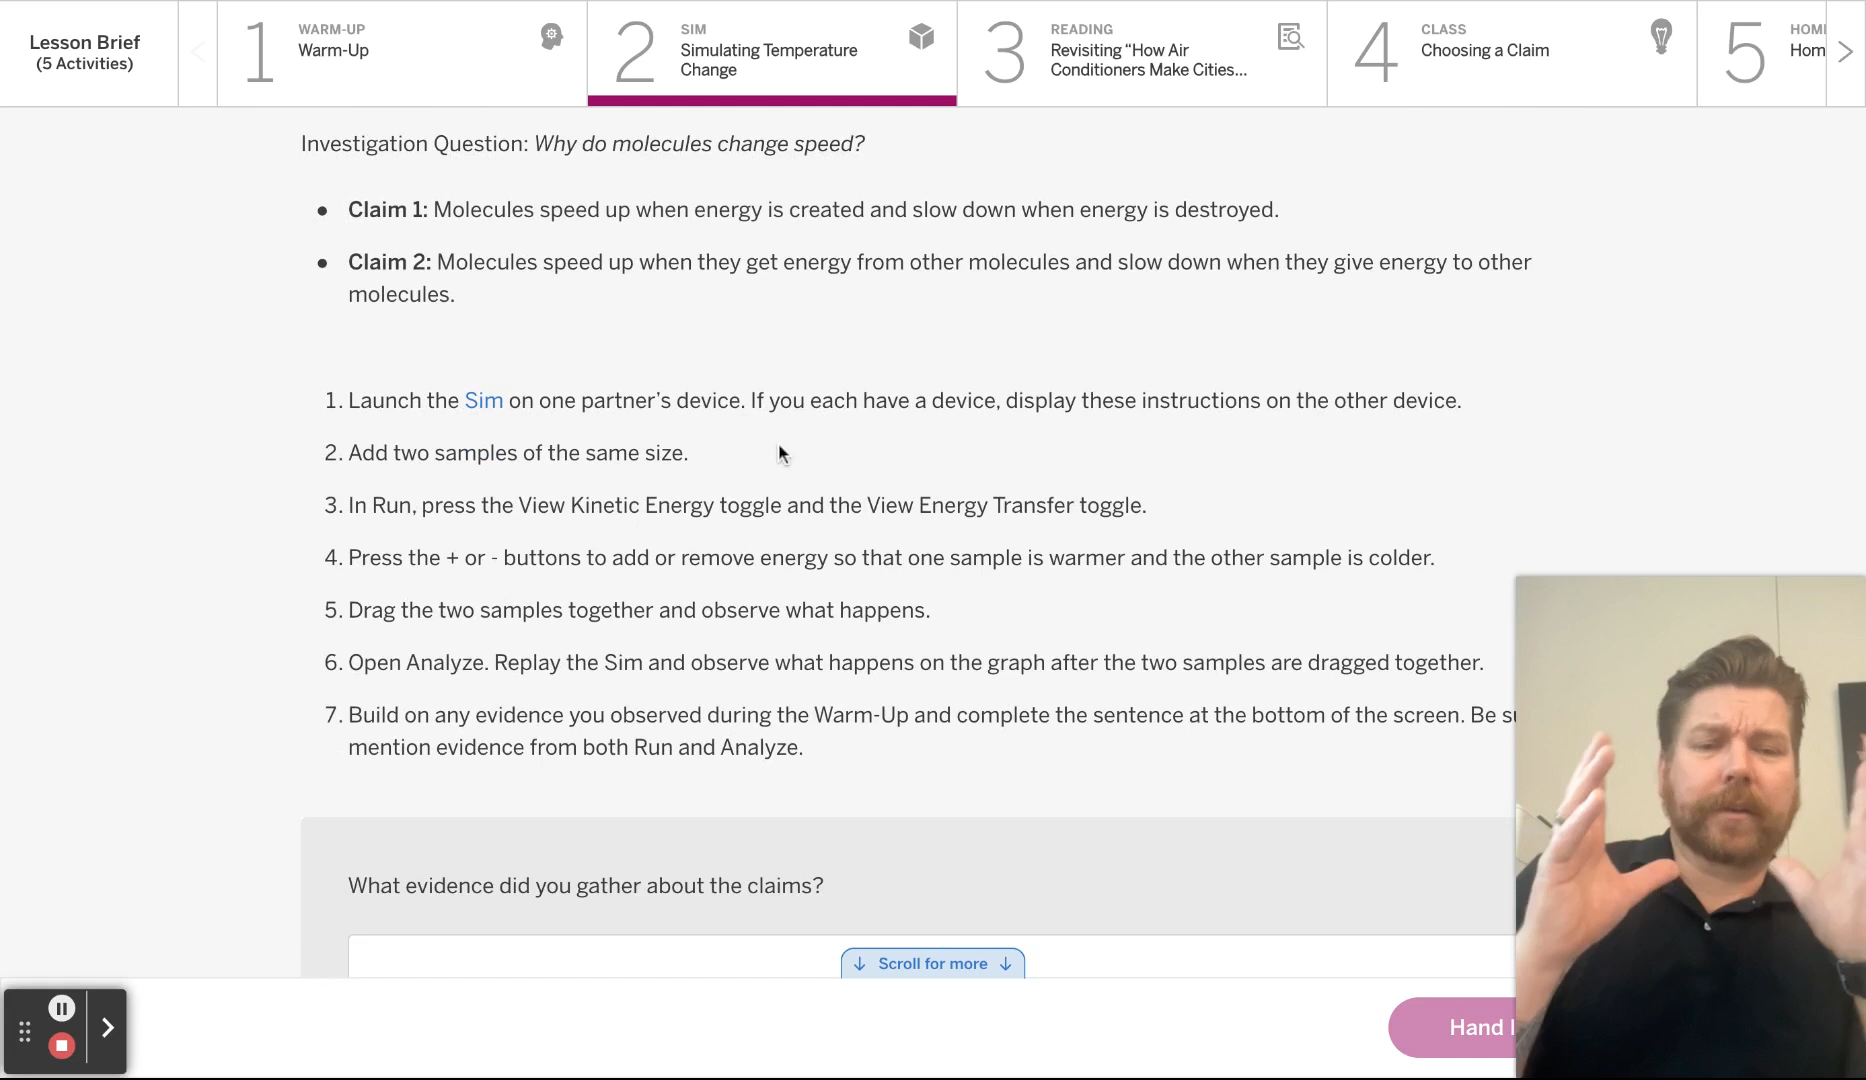 Lesson Brief
(5 Activities)
1
WARM-UP
Warm-Up
2
SIM
Simulating Temperature
Change
3
READING
Revisiting “How Air
Conditioners Make Cities...
4
CLASS
Choosing a Claim
5
Investigation Question: Why do molecules change speed?
• Claim 1: Molecules speed up when energy is created and slow down when energy is destroyed.
• Claim 2: Molecules speed up when they get energy from other molecules and slow down when they give energy to other
molecules.
1. Launch the Sim on one partner’s device. If you each have a device, display these instructions on the other device.
2. Add two samples of the same size.
3. In Run, press the View Kinetic Energy toggle and the View Energy Transfer toggle.
4. Press the + or - buttons to add or remove energy so that one sample is warmer and the other sample is colder.
5. Drag the two samples together and observe what happens.
6. Open Analyze. Replay the Sim and observe what happens on the graph after the two samples are dragged together.
7. Build on any evidence you observed during the Warm-Up and complete the sentence at the bottom of the screen. Be
mention evidence from both Run and Analyze.
What evidence did you gather about the claims?
↓ Scroll for more ↓
Hand